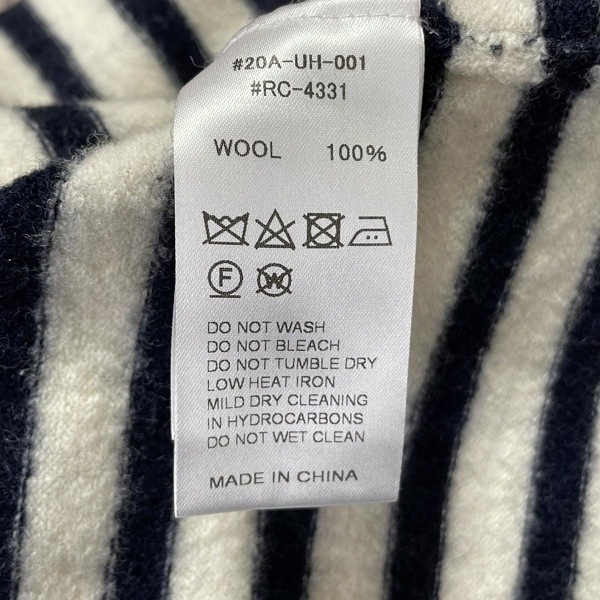 #20A-UH-001
#RC-4331
WOOL 100%
F W
DO NOT WASH
DO NOT BLEACH
DO NOT TUMBLE DRY
LOW HEAT IRON
MILD DRY CLEANING
IN HYDROCARBONS
DO NOT WET CLEAN
MADE IN CHINA